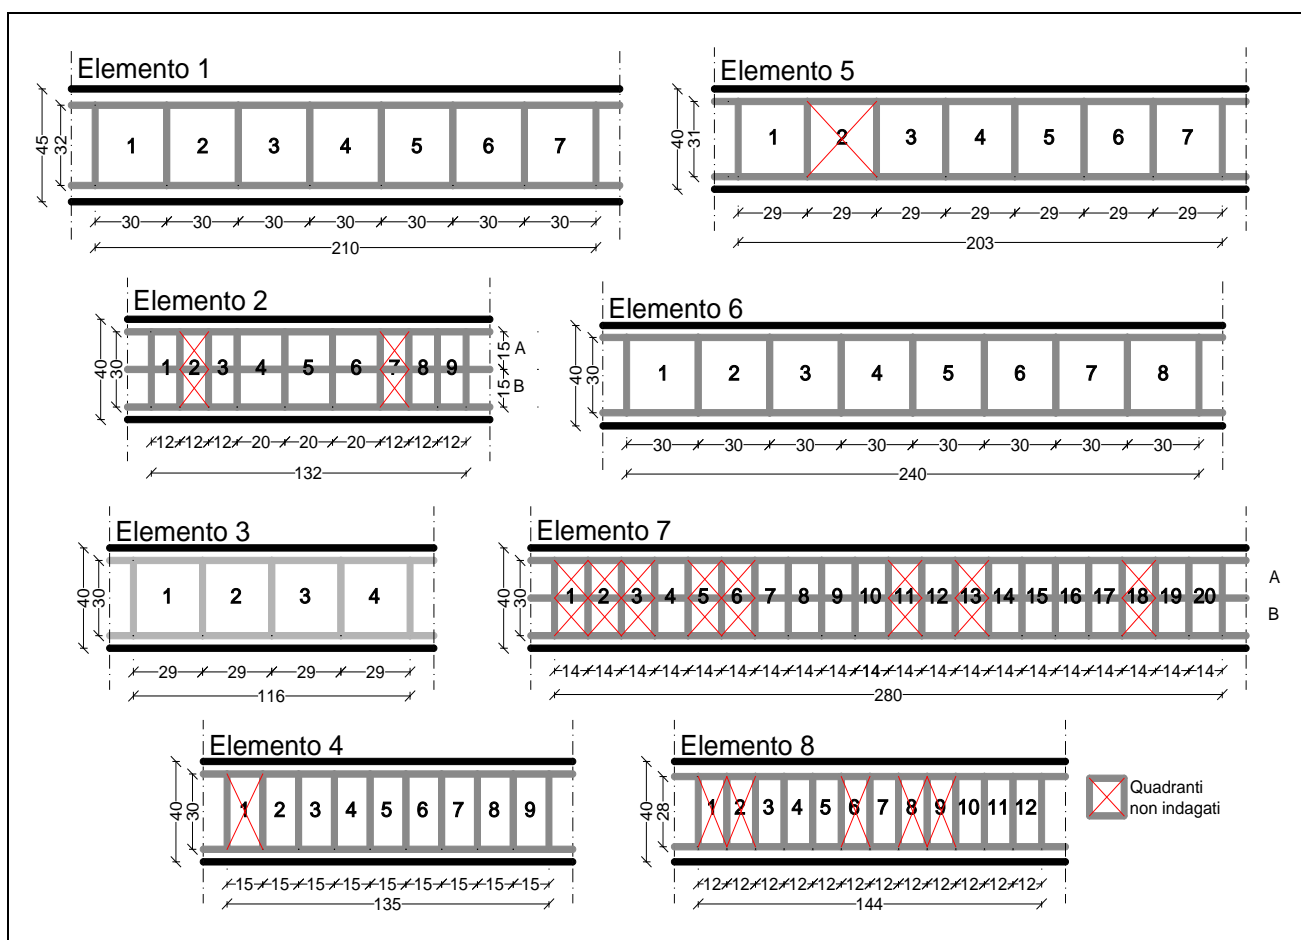 Elemento 1
45
32
1 2 3 4 5 6 7
30 30 30 30 30 30 30
210
Elemento 5
40
31
1 2 3 4 5 6 7
29 29 29 29 29 29 29
203
Elemento 2
40
30
1 2 3 4 5 6 7 8 9
15 A
15 B
12 12 12 20 20 20 12 12 12
132
Elemento 6
40
30
1 2 3 4 5 6 7 8
30 30 30 30 30 30 30 30
240
Elemento 3
40
30
1 2 3 4
29 29 29 29
116
Elemento 7
40
30
1 2 3 4 5 6 7 8 9 10 11 12 13 14 15 16 17 18 19 20
A
B
14 14 14 14 14 14 14 14 14 14 14 14 14 14 14 14 14 14 14 14
280
Elemento 4
40
30
1 2 3 4 5 6 7 8 9
15 15 15 15 15 15 15 15 15
135
Elemento 8
40
28
1 2 3 4 5 6 7 8 9 10 11 12
12 12 12 12 12 12 12 12 12 12 12 12
144
Quadranti
non indagati